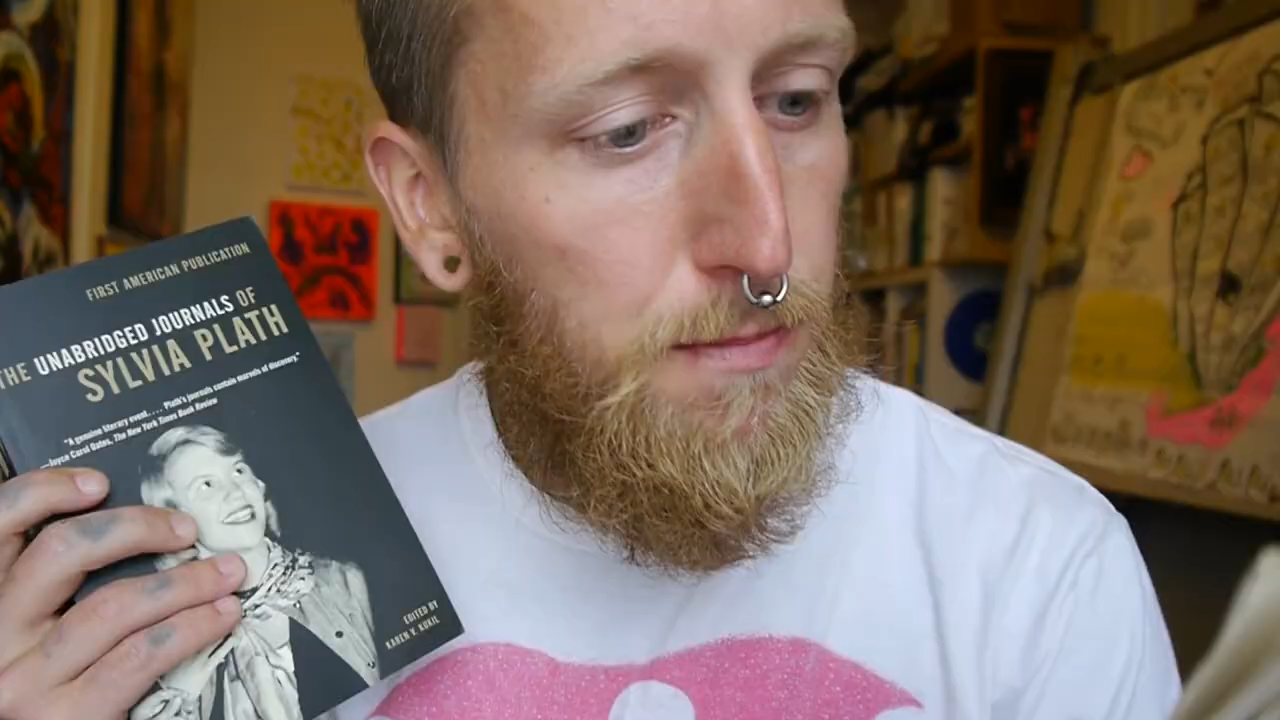 FIRST AMERICAN PUBLICATION
THE UNABRIDGED JOURNALS OF
SYLVIA PLATH
"A genuine literary event.... Plath's journals contain marvels of discovery."
—Joyce Carol Oates, The New York Times Book Review
EDITED BY
KAREN V. KUKIL